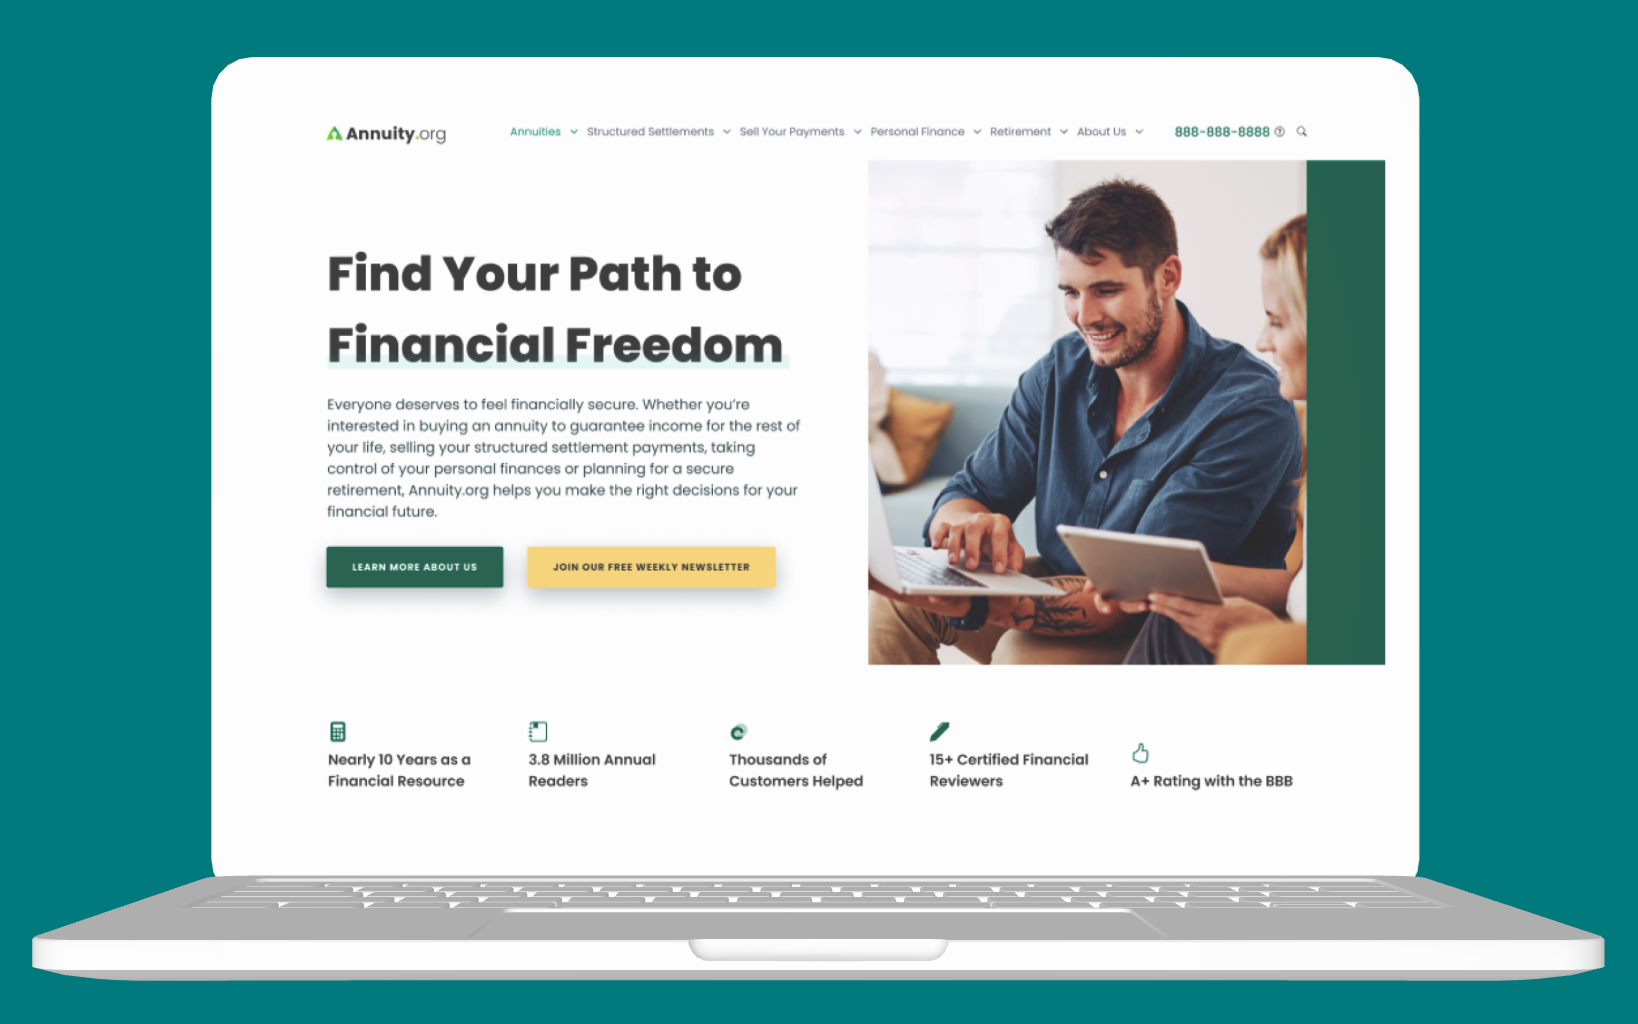 Annuity.org
Annuities Structured Settlements Sell Your Payments Personal Finance Retirement About Us 888-888-8888
Find Your Path to
Financial Freedom
Everyone deserves to feel financially secure. Whether you're
interested in buying an annuity to guarantee income for the rest of
your life, selling your structured settlement payments, taking
control of your personal finances or planning for a secure
retirement, Annuity.org helps you make the right decisions for your
financial future.
LEARN MORE ABOUT US
JOIN OUR FREE WEEKLY NEWSLETTER
Nearly 10 Years as a
Financial Resource
3.8 Million Annual
Readers
Thousands of
Customers Helped
15+ Certified Financial
Reviewers
A+ Rating with the BBB